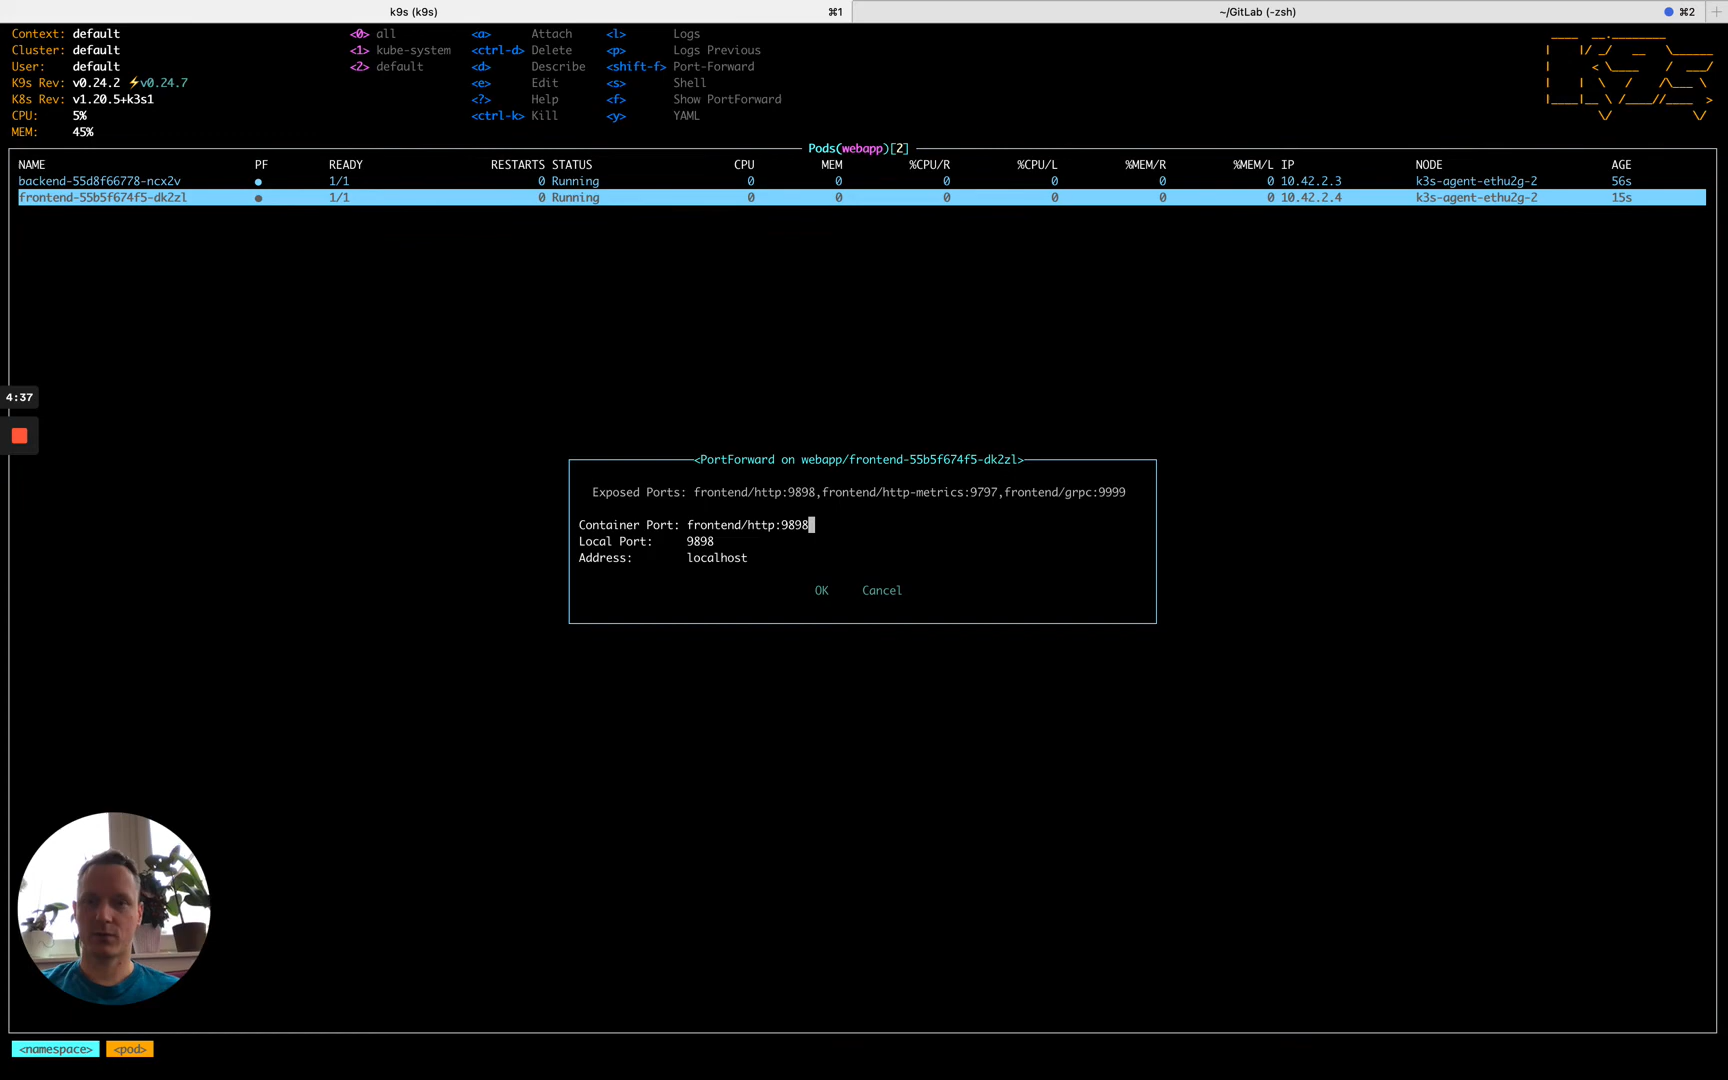 k9s (k9s) ⌘1 ~/GitLab (-zsh) ⌘2 +
Context: default <0> all <a> Attach <l> Logs
Cluster: default <1> kube-system <ctrl-d> Delete <p> Logs Previous
User: default <2> default <d> Describe <shift-f> Port-Forward
K9s Rev: v0.24.2 ⚡v0.24.7 <e> Edit <s> Shell
K8s Rev: v1.20.5+k3s1 <?> Help <f> Show PortForward
CPU: 5% <ctrl-k> Kill <y> YAML
MEM: 45%
Pods(webapp)[2]
NAME PF READY RESTARTS STATUS CPU MEM %CPU/R %CPU/L %MEM/R %MEM/L IP NODE AGE
backend-55d8f66778-ncx2v ● 1/1 0 Running 0 0 0 0 0 0 10.42.2.3 k3s-agent-ethu2g-2 56s
frontend-55b5f674f5-dk2zl ● 1/1 0 Running 0 0 0 0 0 0 10.42.2.4 k3s-agent-ethu2g-2 15s
4:37
<PortForward on webapp/frontend-55b5f674f5-dk2zl>
Exposed Ports: frontend/http:9898,frontend/http-metrics:9797,frontend/grpc:9999
Container Port: frontend/http:9898
Local Port: 9898
Address: localhost
OK Cancel
<namespace> <pod>